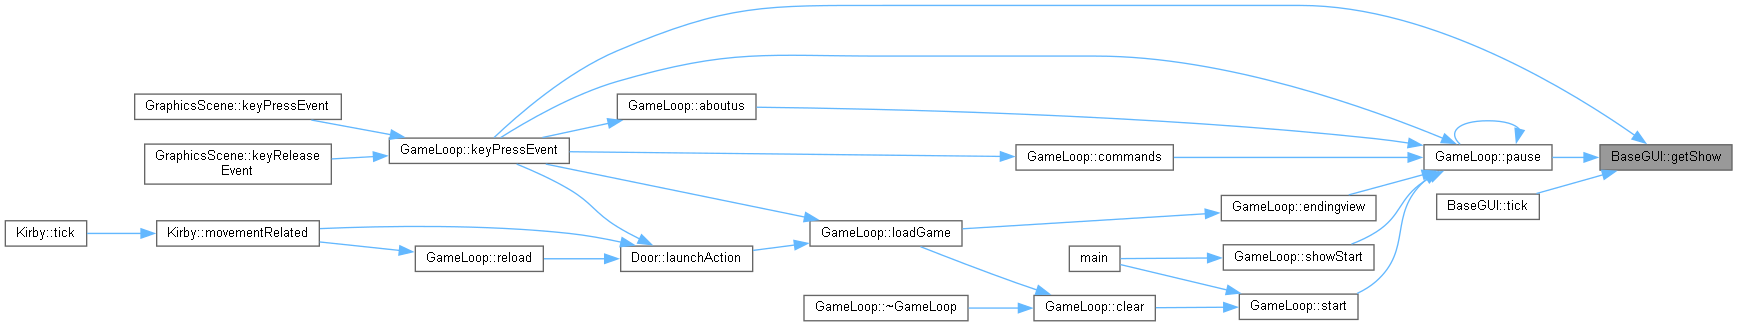 GraphicsScene::keyPressEvent
GameLoop::aboutus
GameLoop::keyPressEvent
GraphicsScene::keyRelease
Event
GameLoop::commands
GameLoop::pause
BaseGUI::getShow
BaseGUI::tick
GameLoop::endingview
Kirby::tick
Kirby::movementRelated
GameLoop::loadGame
GameLoop::reload
Door::launchAction
main
GameLoop::showStart
GameLoop::~GameLoop
GameLoop::clear
GameLoop::start